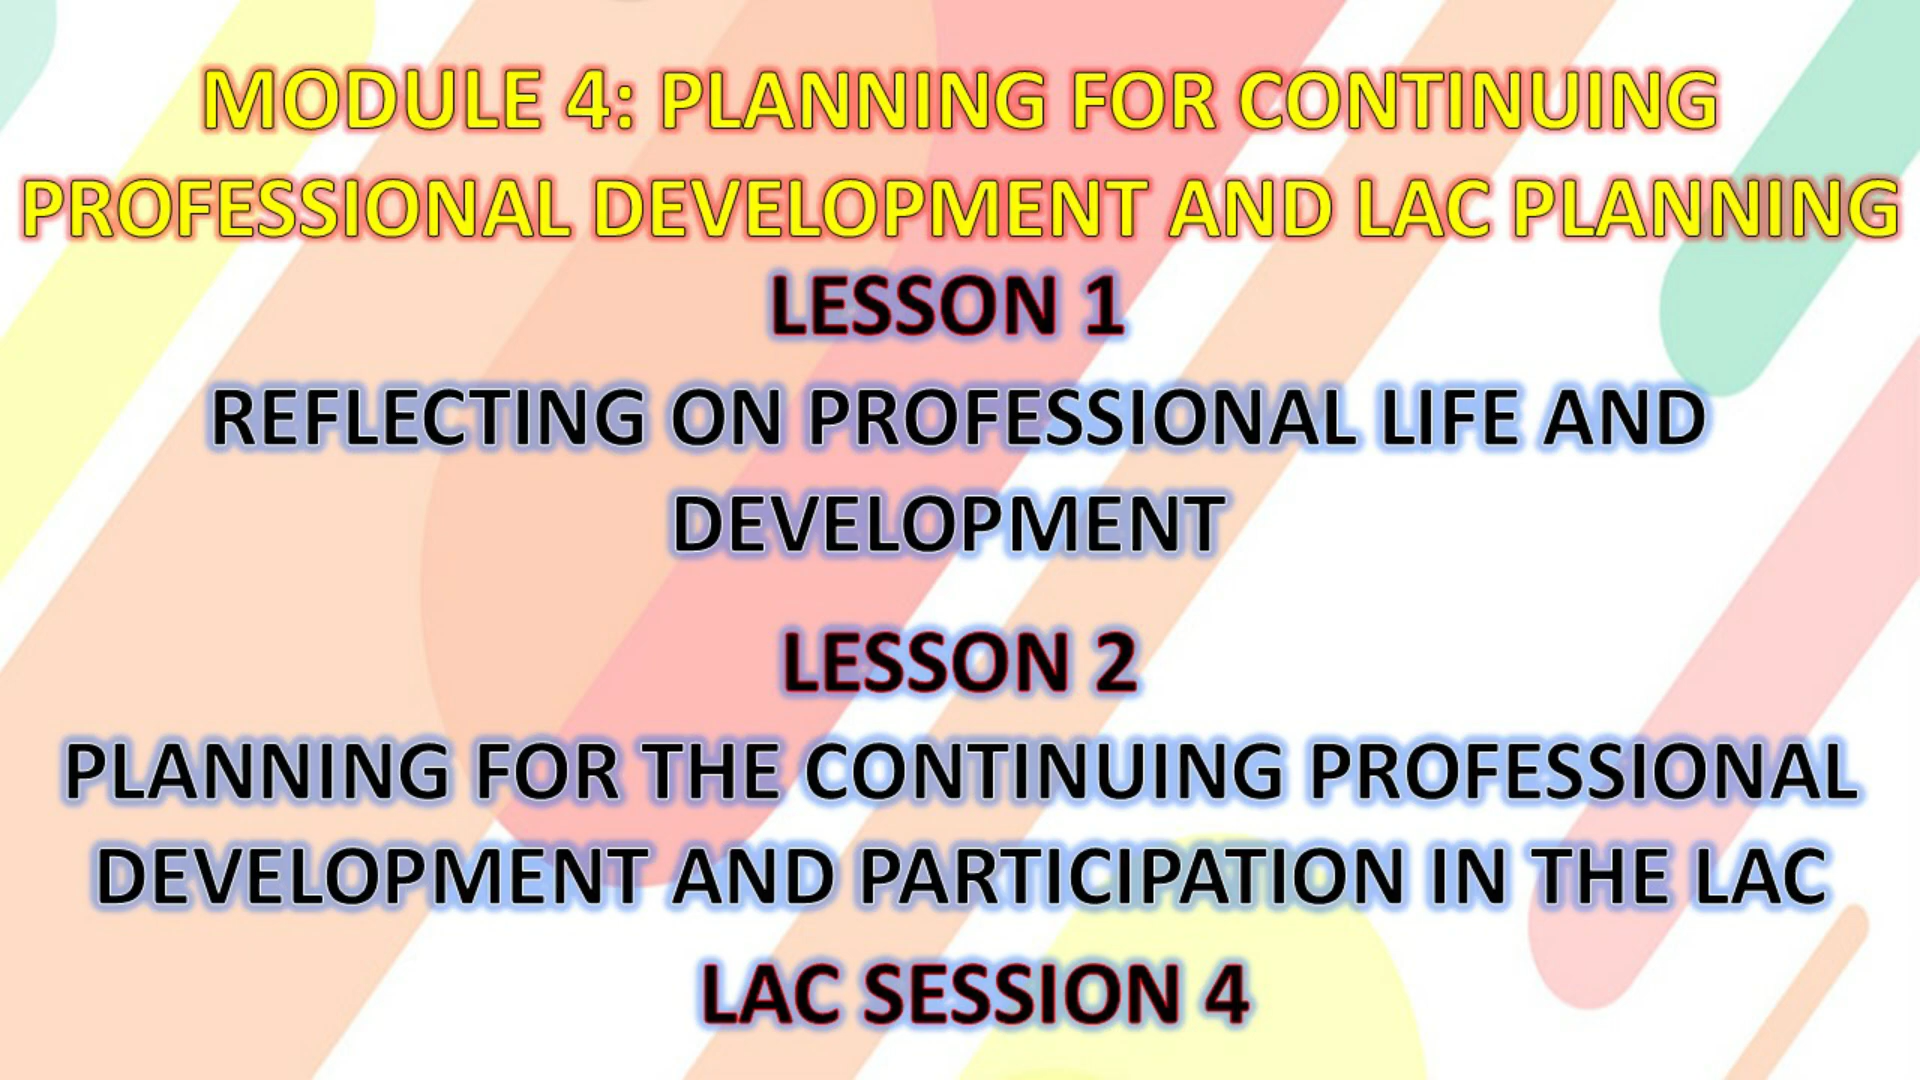 MODULE 4: PLANNING FOR CONTINUING
PROFESSIONAL DEVELOPMENT AND LAC PLANNING
LESSON 1
REFLECTING ON PROFESSIONAL LIFE AND
DEVELOPMENT
LESSON 2
PLANNING FOR THE CONTINUING PROFESSIONAL
DEVELOPMENT AND PARTICIPATION IN THE LAC
LAC SESSION 4